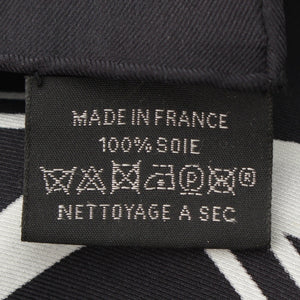 MADE IN FRANCE
100% SOIE
P ®
NETTOYAGE A SEC